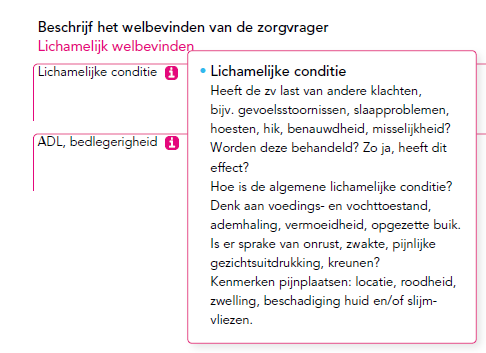 Beschrijf het welbevinden van de zorgvrager
Lichamelijk welbevinden
Lichamelijke conditie i
ADL, bedlegerigheid i
• Lichamelijke conditie
Heeft de zv last van andere klachten,
bijv. gevoelsstoornissen, slaapproblemen,
hoesten, hik, benauwdheid, misselijkheid?
Worden deze behandeld? Zo ja, heeft dit
effect?
Hoe is de algemene lichamelijke conditie?
Denk aan voedings- en vochttoestand,
ademhaling, vermoeidheid, opgezette buik.
Is er sprake van onrust, zwakte, pijnlijke
gezichtsuitdrukking, kreunen?
Kenmerken pijnplaatsen: locatie, roodheid,
zwelling, beschadiging huid en/of slijm-
vliezen.